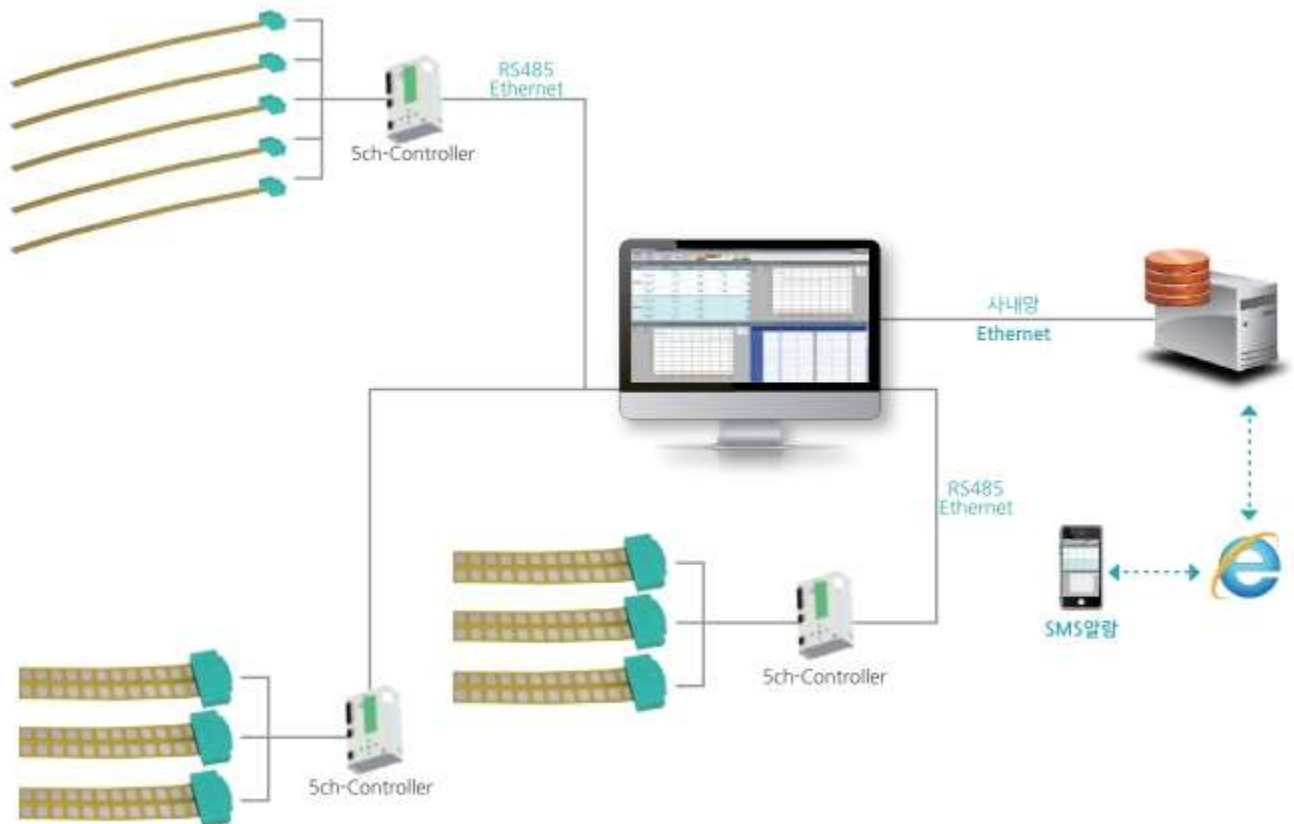 RS485
Ethernet
5ch-Controller
사내망
Ethernet
RS485
Ethernet
SMS알람
5ch-Controller
5ch-Controller